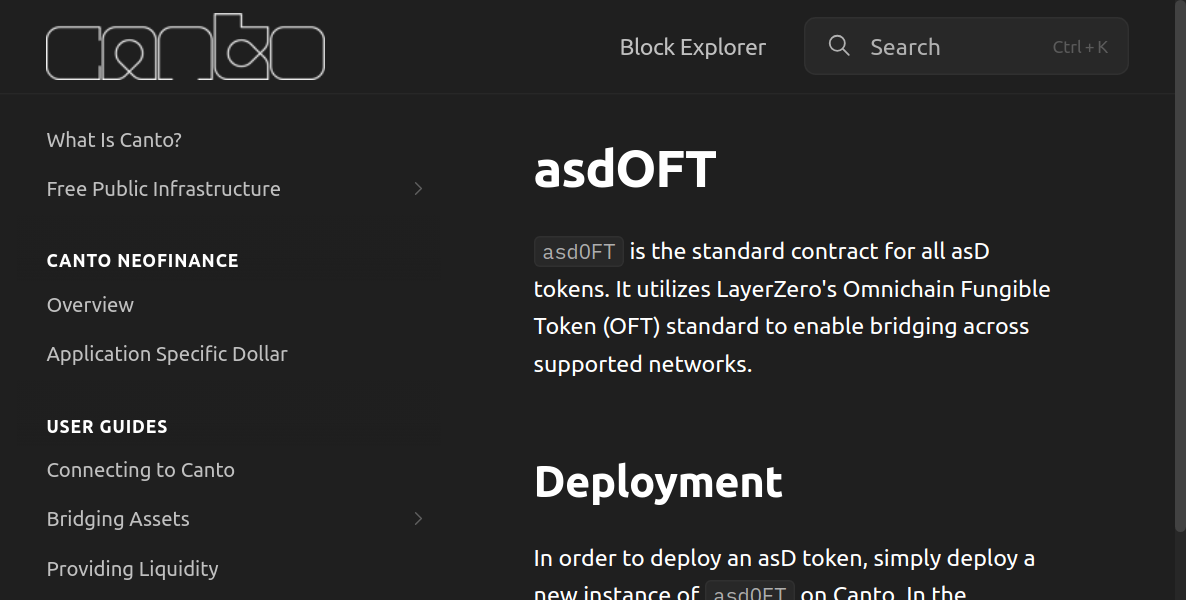 canto
Block Explorer
Search
Ctrl + K
What Is Canto?
Free Public Infrastructure
CANTO NEOFINANCE
Overview
Application Specific Dollar
USER GUIDES
Connecting to Canto
Bridging Assets
Providing Liquidity
asdOFT
asdOFT is the standard contract for all asD
tokens. It utilizes LayerZero's Omnichain Fungible
Token (OFT) standard to enable bridging across
supported networks.
Deployment
In order to deploy an asD token, simply deploy a
new instance of asdOFT on Canto. In the